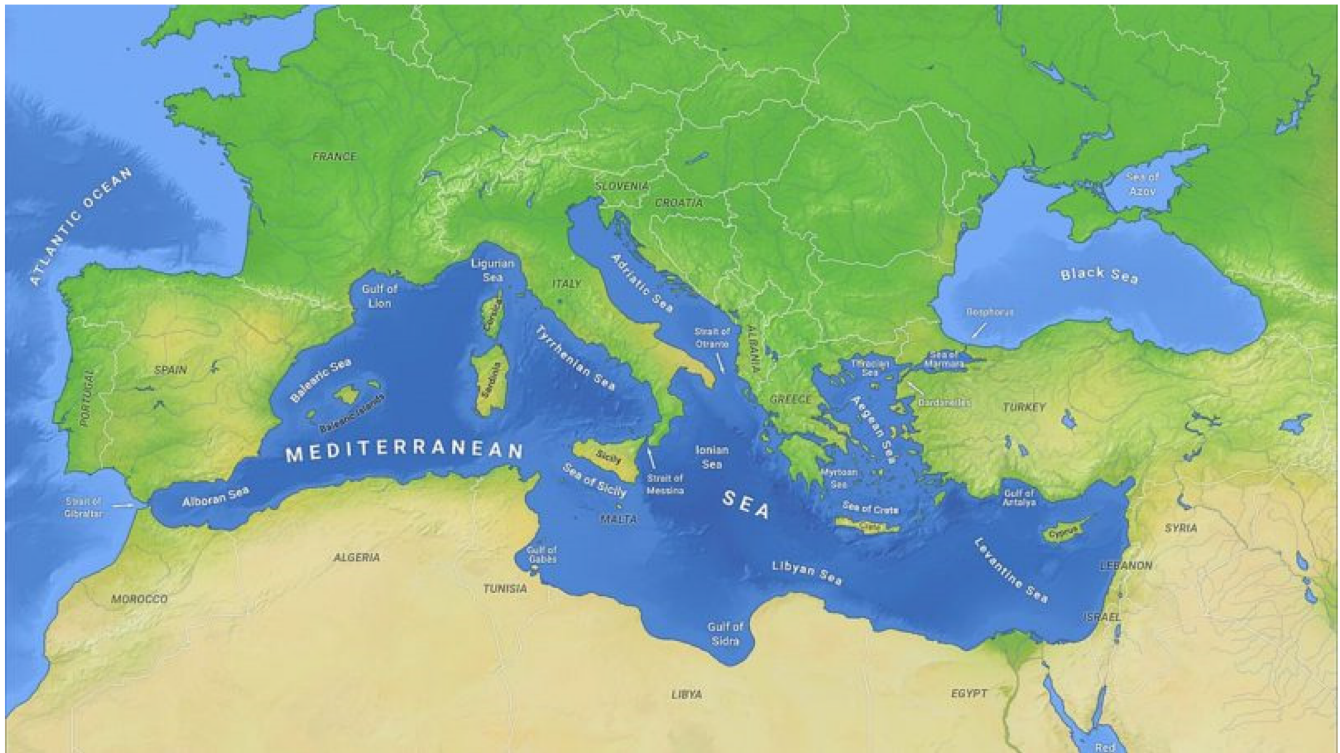 FRANCE
SLOVENIA
CROATIA
Sea of
Azov
ATLANTIC OCEAN
Black Sea
Ligurian
Sea
Gulf of
Lion
ITALY
Adriatic Sea
Corsica
Bosphorus
Strait of
Otranto
ALBANIA
Tyrrhenian Sea
Thracian
Sea
Sea of
Marmara
SPAIN
PORTUGAL
Balearic Sea
Balearic Islands
Sardinia
GREECE
Dardanelles
TURKEY
Aegean Sea
MEDITERRANEAN
SEA
Sicily
Ionian
Sea
Strait of
Messina
Sea of Sicily
Myrtoan
Sea
Alboran Sea
Strait of
Gibraltar
MALTA
Sea of Crete
Crete
Gulf of
Antalya
Cyprus
SYRIA
ALGERIA
Gulf of
Gabès
TUNISIA
Libyan Sea
Levantine Sea
LEBANON
MOROCCO
ISRAEL
Gulf of
Sidra
LIBYA
EGYPT
Red